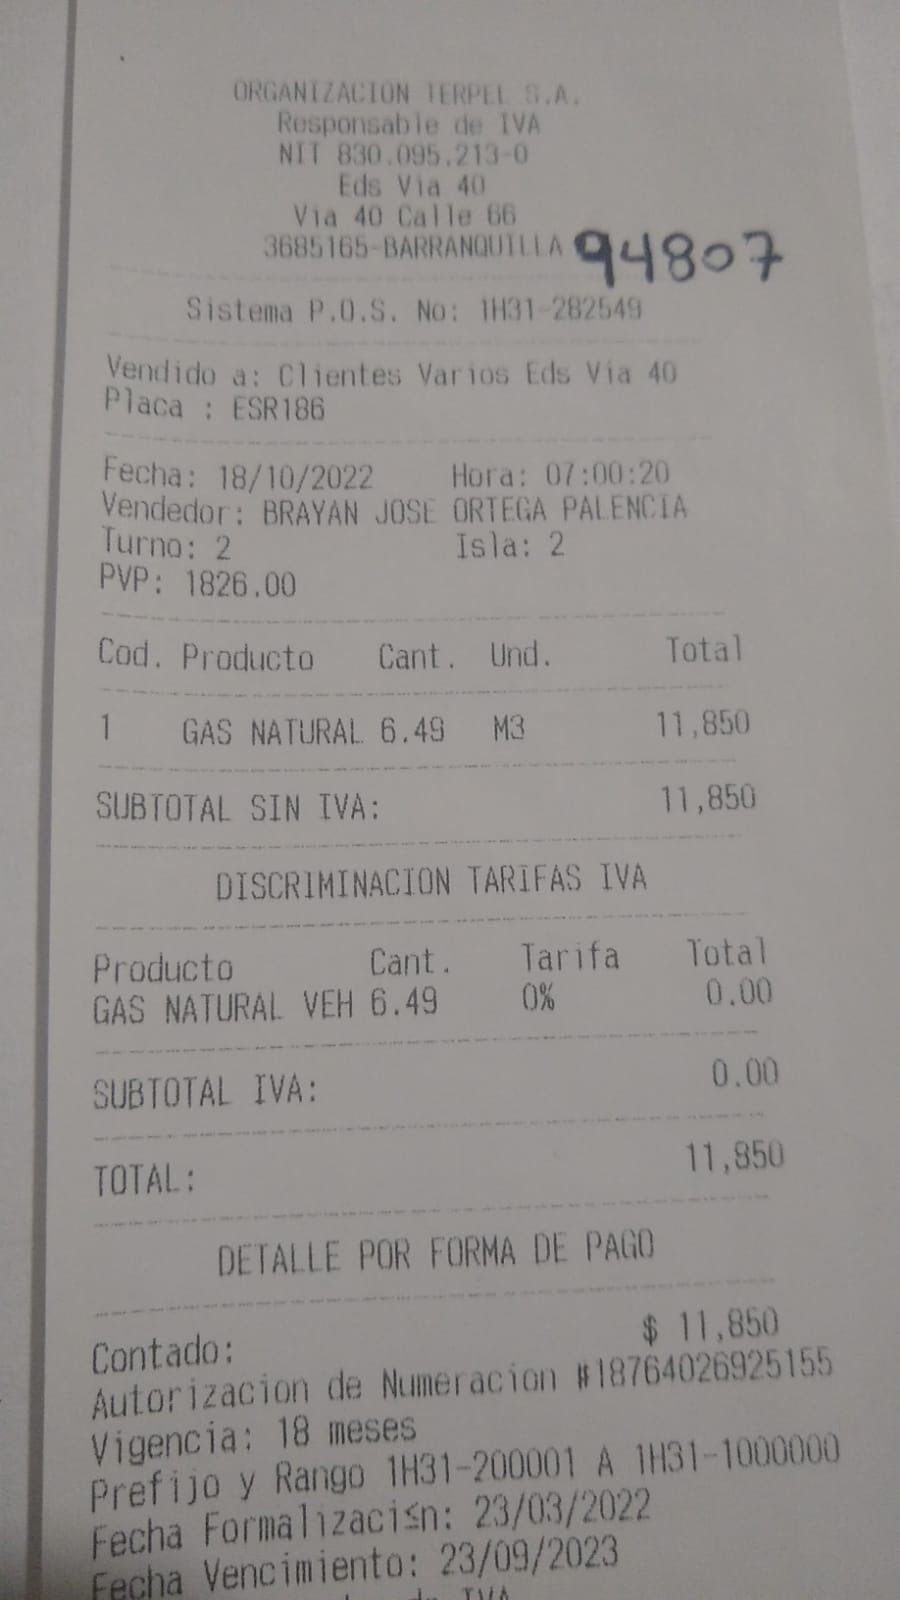 ORGANIZACION TERPEL S.A.
Responsable de IVA
NIT 830.095.213-0
Eds Via 40
Via 40 Calle 66
3685165-BARRANQUILLA 94807
Sistema P.O.S. No: 1H31-282549
Vendido a: Clientes Varios Eds Via 40
Placa : ESR186
Fecha: 18/10/2022 Hora: 07:00:20
Vendedor: BRAYAN JOSE ORTEGA PALENCIA
Turno: 2 Isla: 2
PVP: 1826.00
Cod. Producto Cant. Und. Total
1 GAS NATURAL 6.49 M3 11,850
SUBTOTAL SIN IVA: 11,850
DISCRIMINACION TARIFAS IVA
Producto Cant. Tarifa Total
GAS NATURAL VEH 6.49 0% 0.00
SUBTOTAL IVA: 0.00
TOTAL: 11,850
DETALLE POR FORMA DE PAGO
Contado: $ 11,850
Autorizacion de Numeracion #18764026925155
Vigencia: 18 meses
Prefijo y Rango 1H31-200001 A 1H31-1000000
Fecha Formalizaci≤n: 23/03/2022
Fecha Vencimiento: 23/09/2023
IVA